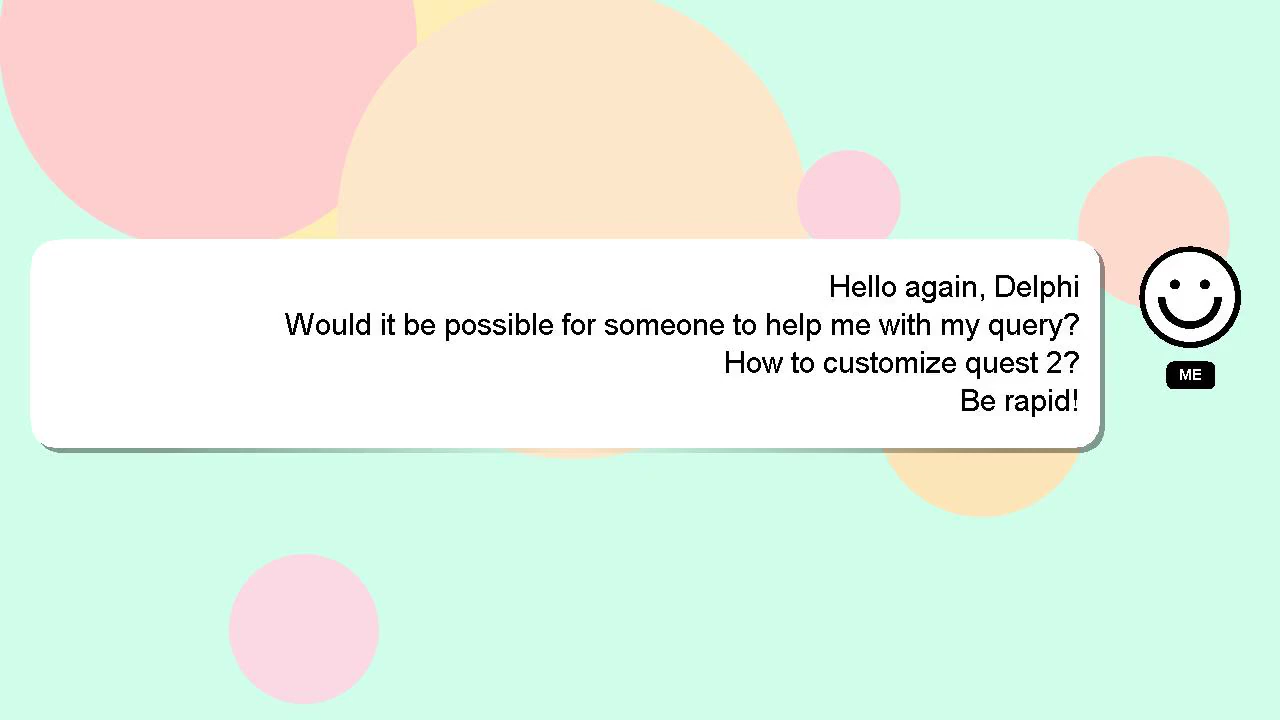 Hello again, Delphi
Would it be possible for someone to help me with my query?
How to customize quest 2?
Be rapid!
ME